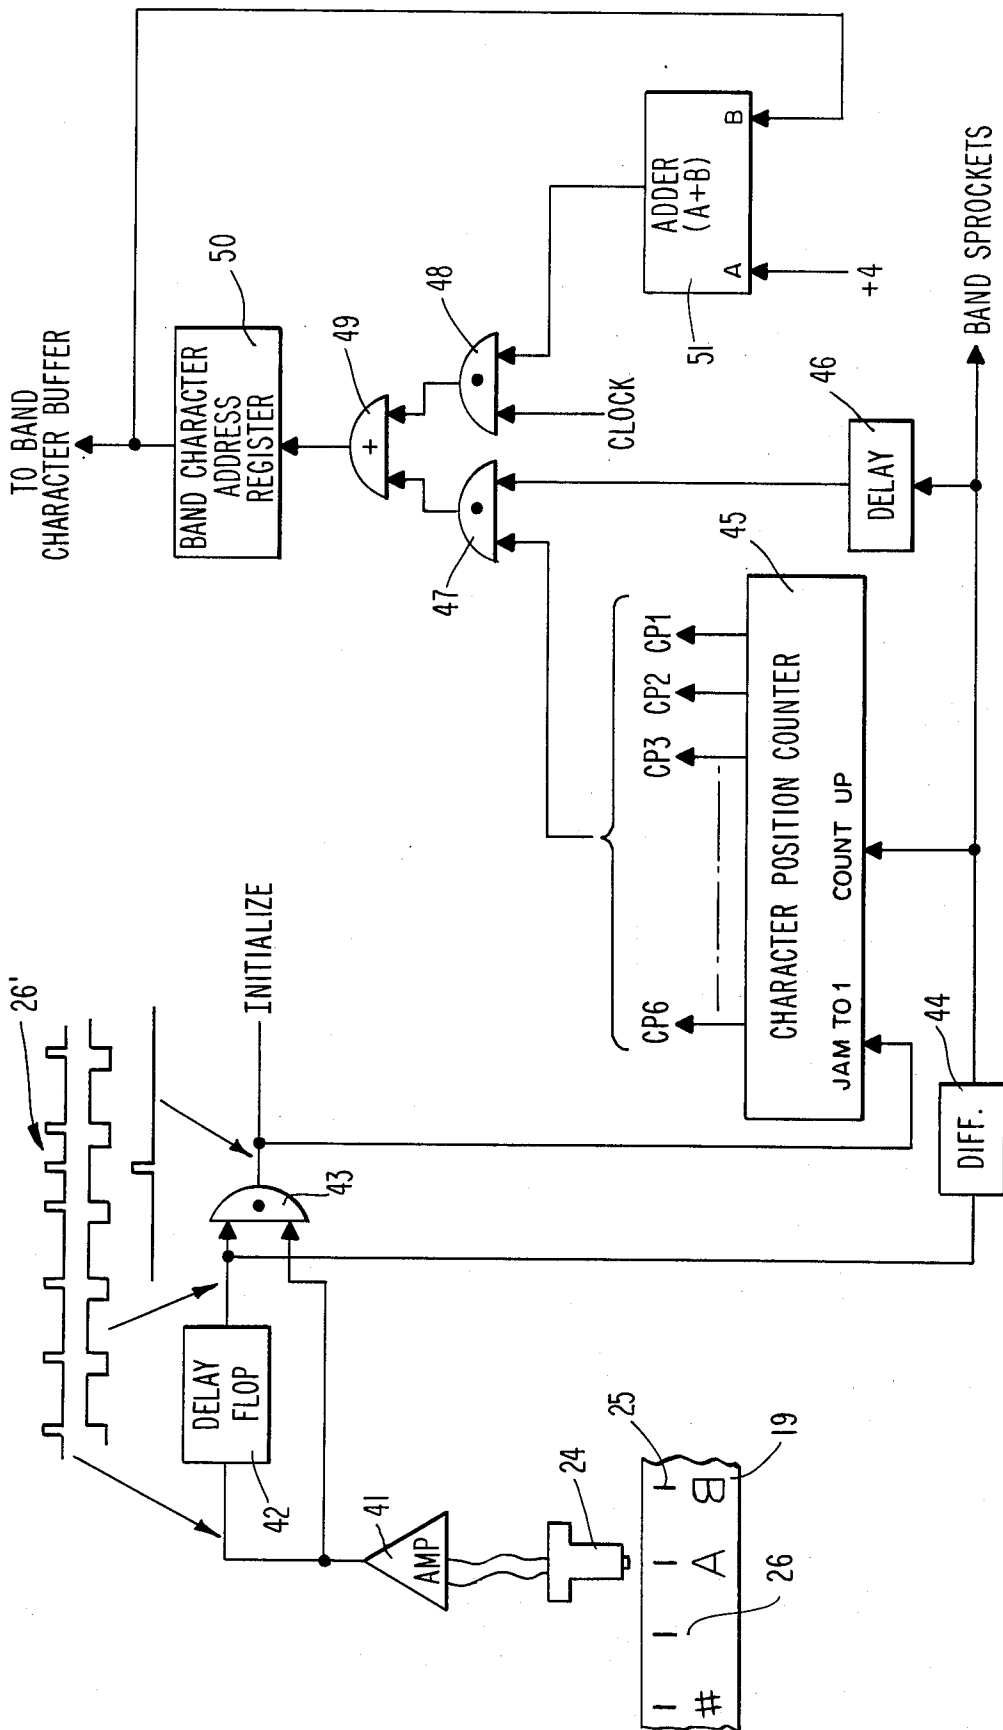 26'
INITIALIZE
43
DELAY
FLOP
42
41
AMP
24
25
26
#
A
B
19
TO BAND
CHARACTER BUFFER
50
BAND CHARACTER
ADDRESS
REGISTER
49
+
47
48
CLOCK
ADDER
(A+B)
A
B
51
+4
CP6
CP3
CP2
CP1
45
CHARACTER POSITION COUNTER
JAM TO 1
COUNT UP
46
DELAY
44
DIFF.
BAND SPROCKETS